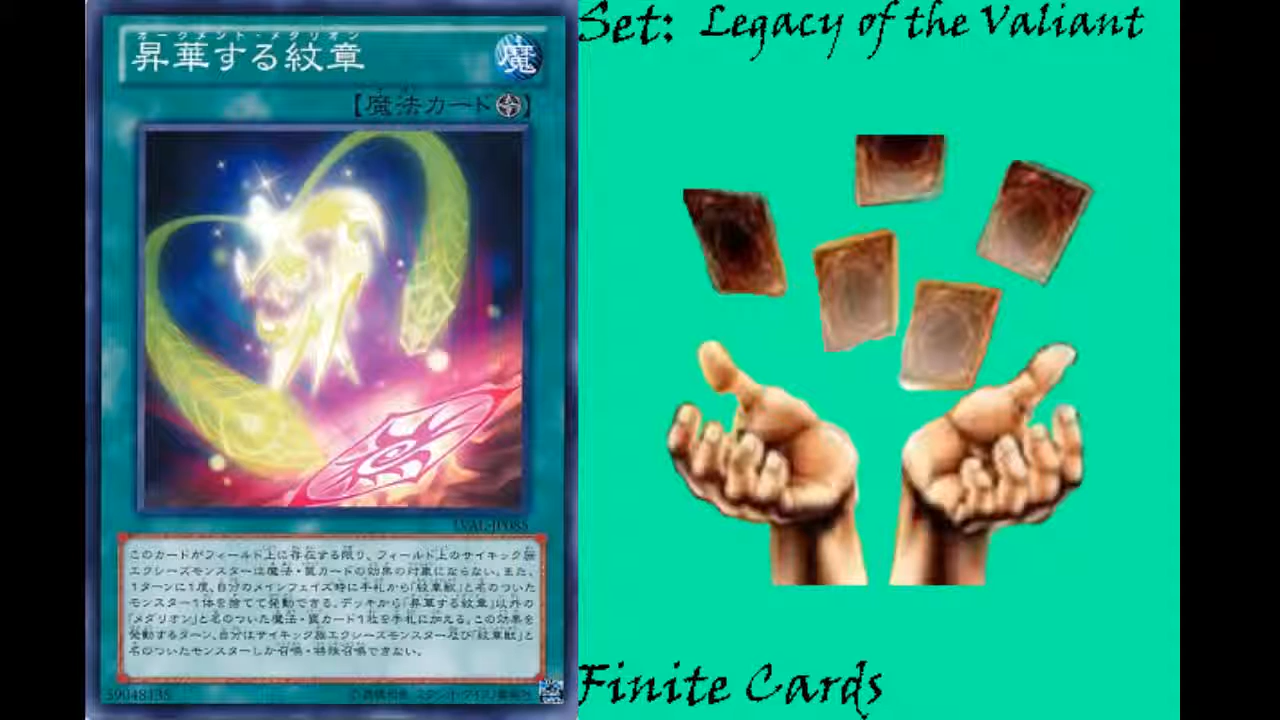 オーグメント・メダリオン
昇華する紋章
魔
【魔法カード】
LVAL-JP085
このカードがフィールド上に存在する限り、フィールド上のサイキック族
エクシーズモンスターは魔法・罠カードの効果の対象にならない。また、
1ターンに1度、自分のメインフェイズ時に手札から「紋章獣」と名のついた
モンスター1体を捨てて発動できる。デッキから「昇華する紋章」以外の
「メダリオン」と名のついた魔法・罠カード1枚を手札に加える。この効果を
発動するターン、自分はサイキック族エクシーズモンスター及び「紋章獣」と
名のついたモンスターしか召喚・特殊召喚できない。
59048135
Set: Legacy of the Valiant
Finite Cards